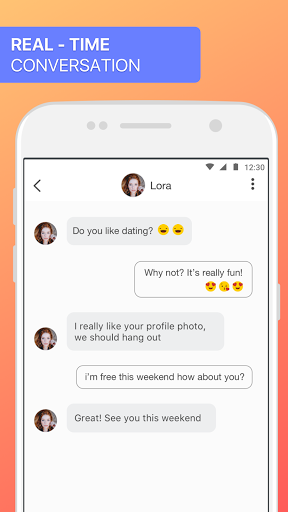 REAL - TIME
CONVERSATION
12:30
Lora
Do you like dating? 😄😄
Why not? It's really fun!
😍😘😍
I really like your profile photo,
we should hang out
i'm free this weekend how about you?
Great! See you this weekend